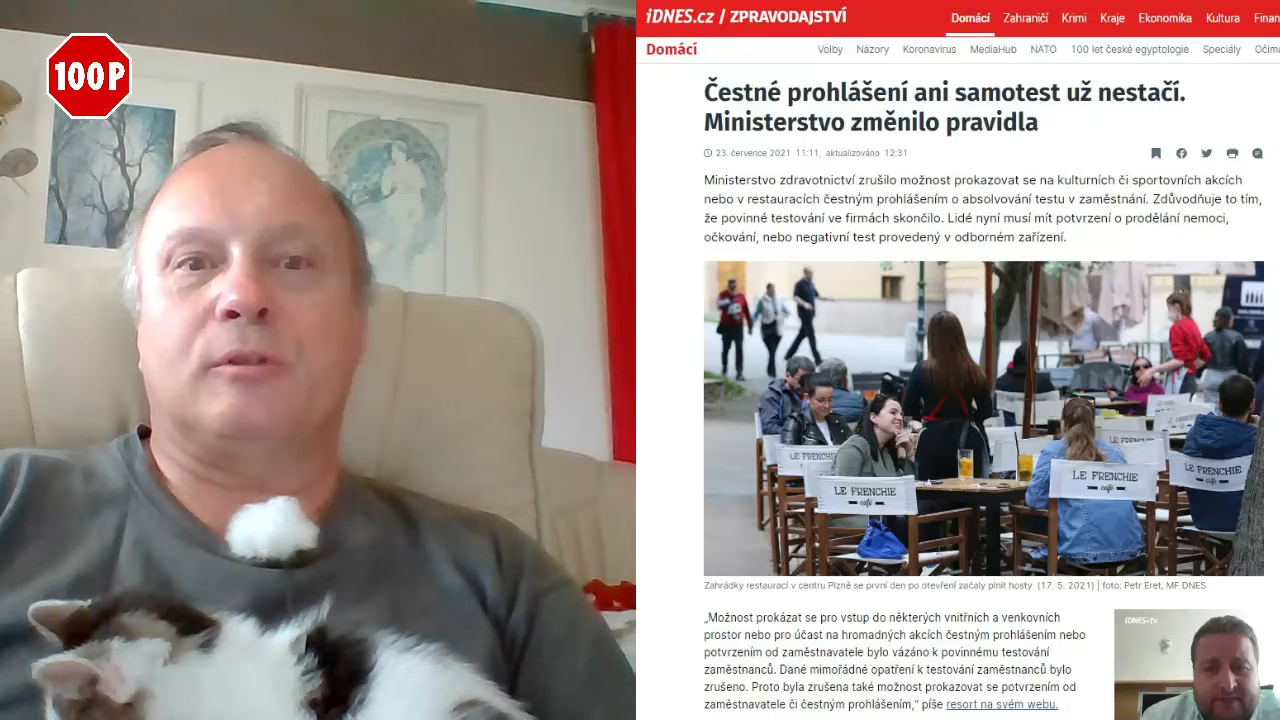 100P
iDNES.cz / ZPRAVODAJSTVÍ
Domácí Zahraničí Krimi Kraje Ekonomika Kultura Finan
Domácí
Volby Názory Koronavirus MediaHub NATO 100 let české egyptologie Speciály Očima
Čestné prohlášení ani samotest už nestačí.
Ministerstvo změnilo pravidla
23. července 2021 11:11, aktualizováno 12:31
Ministerstvo zdravotnictví zrušilo možnost prokazovat se na kulturních či sportovních akcích
nebo v restauracích čestným prohlášením o absolvování testu v zaměstnání. Zdůvodňuje to tím,
že povinné testování ve firmách skončilo. Lidé nyní musí mít potvrzení o prodělání nemoci,
očkování, nebo negativní test provedený v odborném zařízení.
LE FRENCHIE
LE FRENCHIE
café
LE FRENCHIE
café
LE FRENCHIE
café
Zahrádky restaurací v centru Plzně se první den po otevření začaly plnit hosty. (17. 5. 2021) | foto: Petr Eret, MF DNES
„Možnost prokázat se pro vstup do některých vnitřních a venkovních
prostor nebo pro účast na hromadných akcích čestným prohlášením nebo
potvrzením od zaměstnavatele bylo vázáno k povinnému testování
zaměstnanců. Dané mimořádné opatření k testování zaměstnanců bylo
zrušeno. Proto byla zrušena také možnost prokazovat se potvrzením od
zaměstnavatele či čestným prohlášením,“ píše resort na svém webu.
iDNES•tv